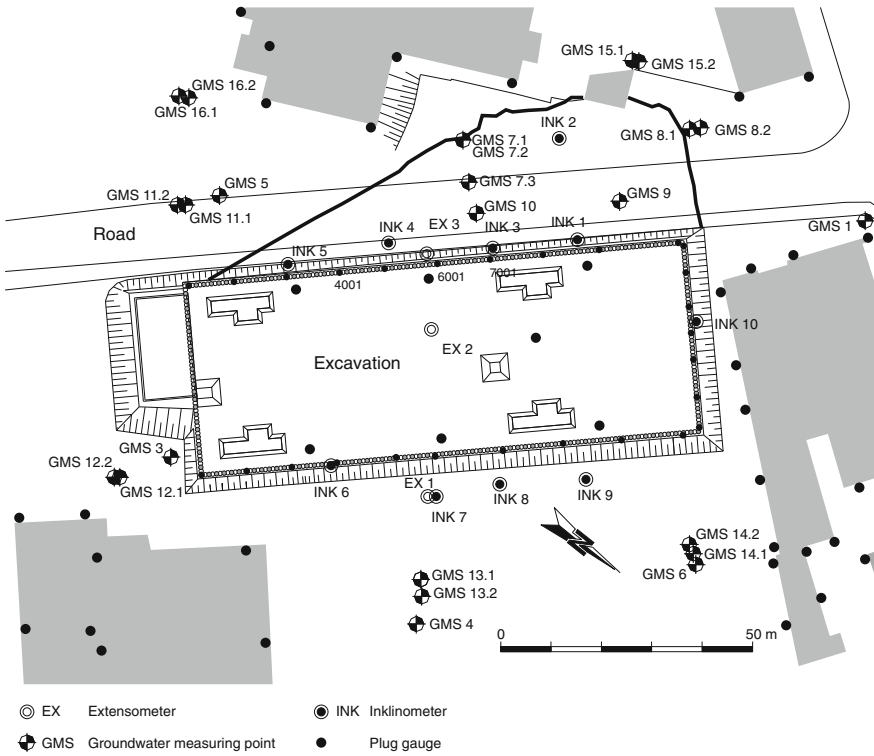 GMS 15.1
GMS 15.2
GMS 16.2
GMS 16.1
INK 2
GMS 8.1
GMS 8.2
GMS 7.1
GMS 7.2
GMS 7.3
GMS 5
GMS 11.2
GMS 11.1
GMS 9
GMS 10
GMS 1
Road
INK 4
EX 3
INK 3
INK 1
INK 5
4001
6001
7001
INK 10
EX 2
Excavation
GMS 3
GMS 12.2
GMS 12.1
INK 6
EX 1
INK 7
INK 8
INK 9
GMS 14.2
GMS 14.1
GMS 6
GMS 13.1
GMS 13.2
GMS 4
0
50 m
EX Extensometer
INK Inklinometer
GMS Groundwater measuring point
Plug gauge